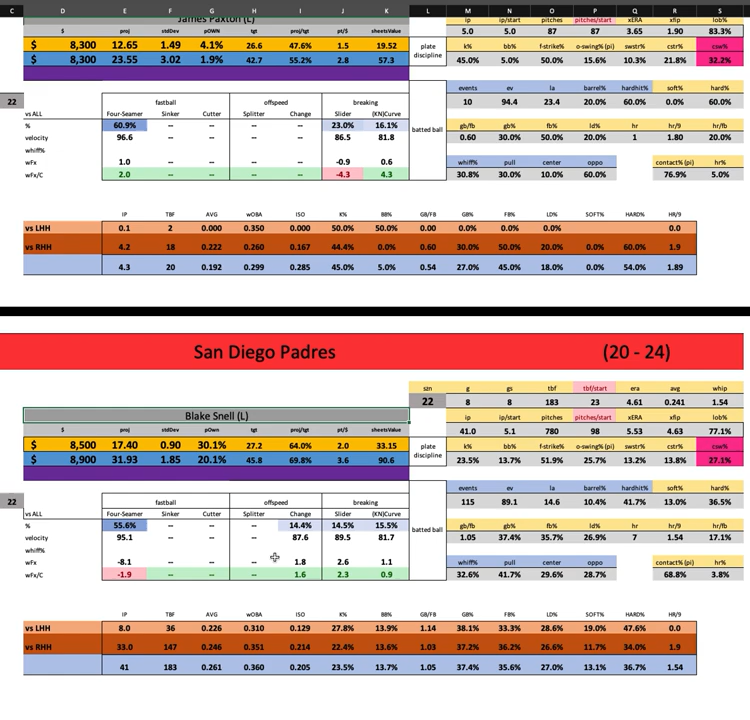 C D E F G H I J K L M N O P Q R S
James Paxton (L) ip ip/start pitches pitches/start xERA xfip lob%
$ proj stdDev pOWN tgt proj/tgt pt/$ sheetsValue 5.0 5.0 87 87 3.65 1.90 83.3%
$ 8,300 12.65 1.49 4.1% 26.6 47.6% 1.5 19.52 plate discipline k% bb% f-strike% o-swing% (pi) swstr% cstr% csw%
$ 8,300 23.55 3.02 1.9% 42.7 55.2% 2.8 57.3 45.0% 5.0% 50.0% 15.6% 10.3% 21.8% 32.2%
events ev la barrel% hardhit% soft% hard%
22 fastball offspeed breaking 10 94.4 23.4 20.0% 60.0% 0.0% 60.0%
vs ALL Four-Seamer Sinker Cutter Splitter Change Slider (KN)Curve batted ball
% 60.9% -- -- -- -- 23.0% 16.1% gb/fb gb% fb% ld% hr hr/9 hr/fb
velocity 96.6 -- -- -- -- 86.5 81.8 0.60 30.0% 50.0% 20.0% 1 1.80 20.0%
whiff%
wFx 1.0 -- -- -- -- -0.9 0.6 whiff% pull center oppo contact% (pi) hr%
wFx/C 2.0 -- -- -- -- -4.3 4.3 30.8% 30.0% 10.0% 60.0% 76.9% 5.0%
IP TBF AVG wOBA ISO K% BB% GB/FB GB% FB% LD% SOFT% HARD% HR/9
vs LHH 0.1 2 0.000 0.350 0.000 50.0% 50.0% 0.00 0.0% 0.0% 0.0% 0.0
vs RHH 4.2 18 0.222 0.260 0.167 44.4% 0.0% 0.60 30.0% 50.0% 20.0% 0.0% 60.0% 1.9
4.3 20 0.192 0.299 0.285 45.0% 5.0% 0.54 27.0% 45.0% 18.0% 0.0% 54.0% 1.89
San Diego Padres (20 - 24)
szn g gs tbf tbf/start era avg whip
22 8 8 183 23 4.61 0.241 1.54
Blake Snell (L) ip ip/start pitches pitches/start xERA xfip lob%
$ proj stdDev pOwn tgt proj/tgt pt/$ sheetsValue 41.0 5.1 780 98 5.53 4.63 77.1%
$ 8,500 17.40 0.90 30.1% 27.2 64.0% 2.0 33.15 plate discipline k% bb% f-strike% o-swing% (pi) swstr% cstr% csw%
$ 8,900 31.93 1.85 20.1% 45.8 69.8% 3.6 90.6 23.5% 13.7% 51.9% 25.7% 13.2% 13.8% 27.1%
events ev la barrel% hardhit% soft% hard%
22 fastball offspeed breaking 115 89.1 14.6 10.4% 41.7% 13.0% 36.5%
vs ALL Four-Seamer Sinker Cutter Splitter Change Slider (KN)Curve batted ball
% 55.6% -- -- -- 14.4% 14.5% 15.5% gb/fb gb% fb% ld% hr hr/9 hr/fb
velocity 95.1 -- -- -- 87.6 89.5 81.7 1.05 37.4% 35.7% 26.9% 7 1.54 17.1%
whiff%
wFx -8.1 -- -- -- 1.8 2.6 1.1 whiff% pull center oppo contact% (pi) hr%
wFx/C -1.9 -- -- -- 1.6 2.3 0.9 32.6% 41.7% 29.6% 28.7% 68.8% 3.8%
IP TBF AVG wOBA ISO K% BB% GB/FB GB% FB% LD% SOFT% HARD% HR/9
vs LHH 8.0 36 0.226 0.310 0.129 27.8% 13.9% 1.14 38.1% 33.3% 28.6% 19.0% 47.6% 0.0
vs RHH 33.0 147 0.246 0.351 0.214 22.4% 13.6% 1.03 37.2% 36.2% 26.6% 11.7% 34.0% 1.9
41 183 0.261 0.360 0.205 23.5% 13.7% 1.05 37.4% 35.6% 27.0% 13.1% 36.7% 1.54